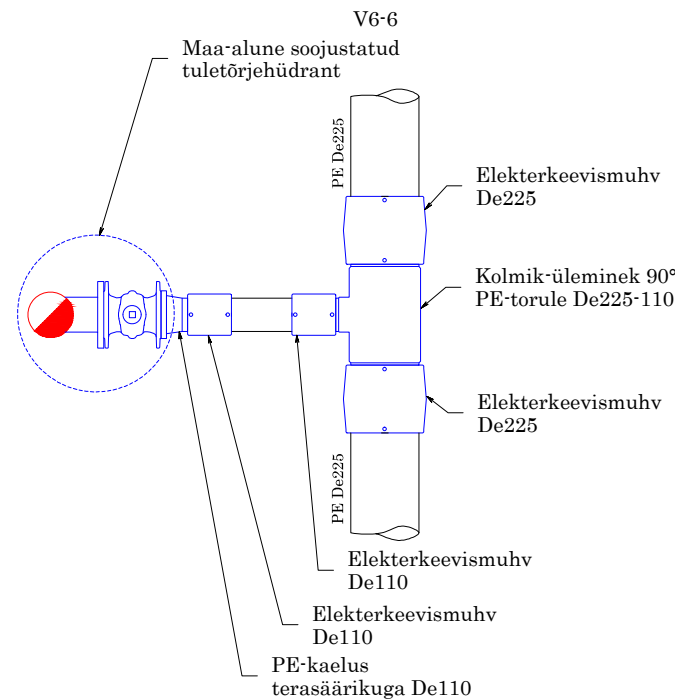 V6-6
Maa-alune soojustatud
tuletõrjehüdrant
PE De225
Elekterkeevismuhv
De225
Kolmik-üleminek 90°
PE-torule De225-110
Elekterkeevismuhv
De225
PE De225
Elekterkeevismuhv
De110
Elekterkeevismuhv
De110
PE-kaelus
terasäärikuga De110